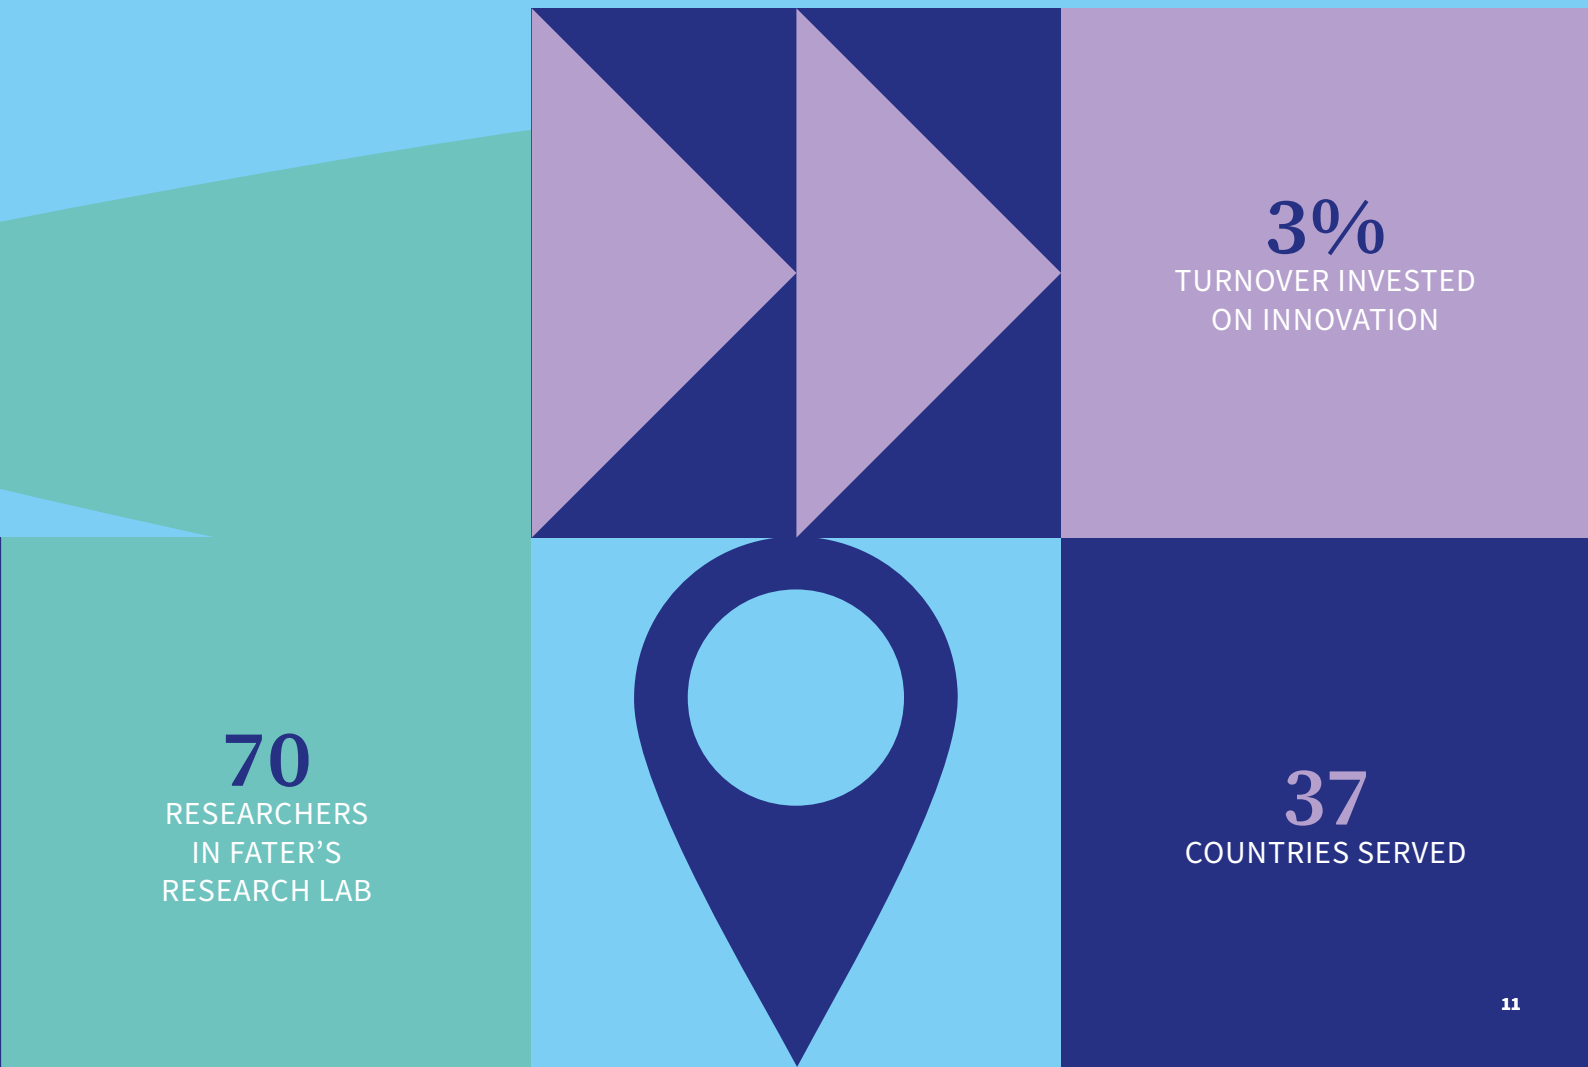 3%
TURNOVER INVESTED
ON INNOVATION
70
RESEARCHERS
IN FATER’S
RESEARCH LAB
37
COUNTRIES SERVED
11